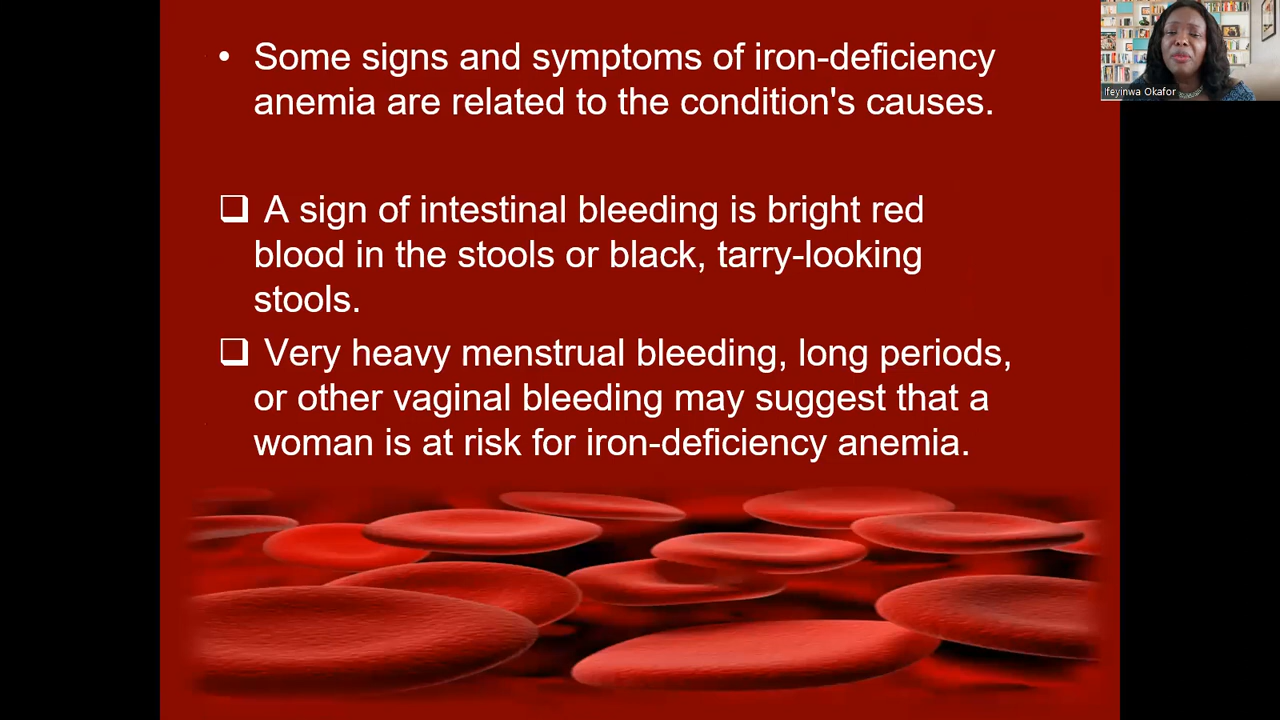 • Some signs and symptoms of iron-deficiency
anemia are related to the condition's causes.
❑ A sign of intestinal bleeding is bright red
blood in the stools or black, tarry-looking
stools.
❑ Very heavy menstrual bleeding, long periods,
or other vaginal bleeding may suggest that a
woman is at risk for iron-deficiency anemia.
Ifeyinwa Okafor